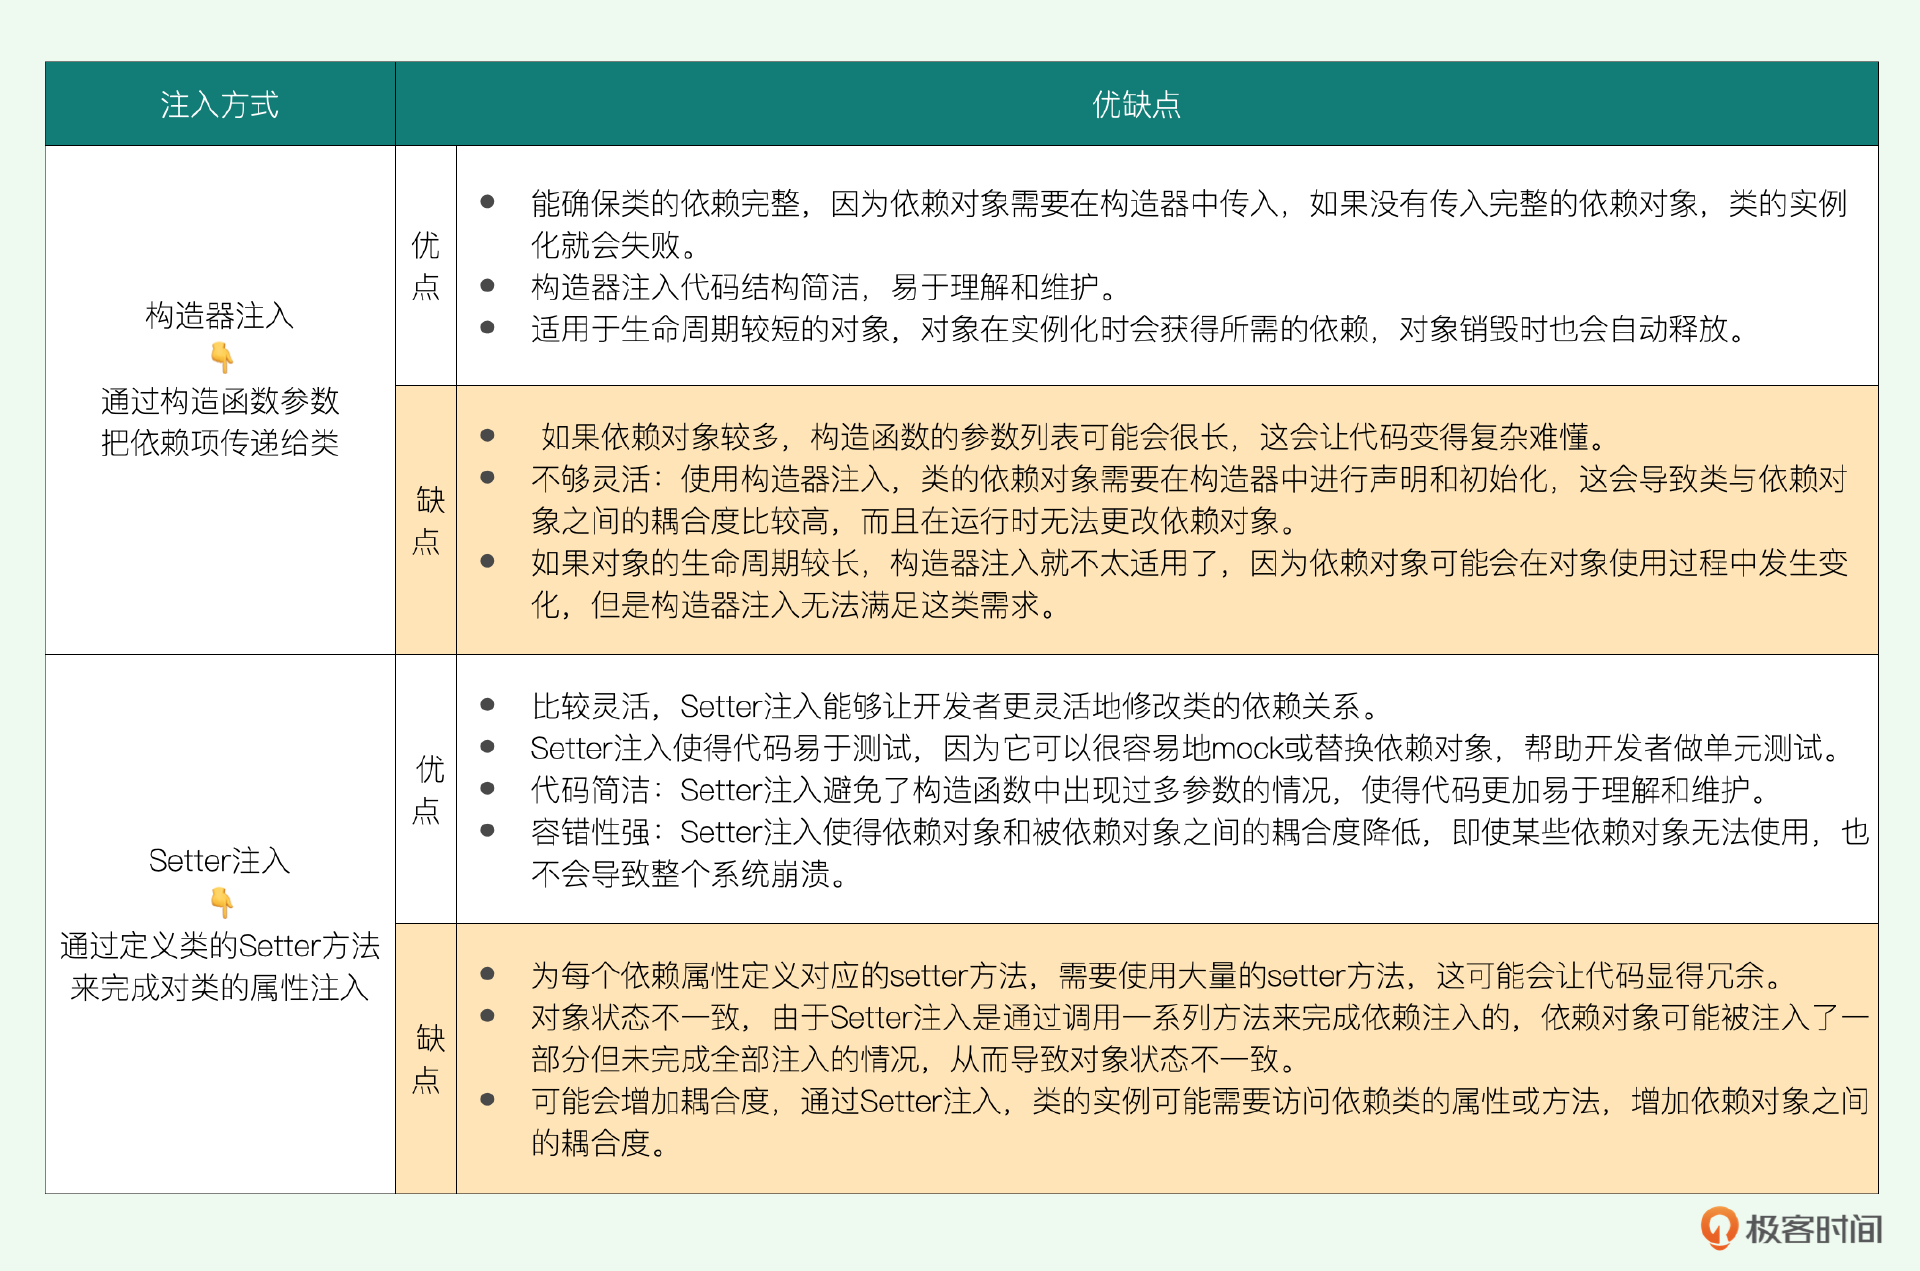 注入方式
优缺点
构造器注入
👇
通过构造函数参数
把依赖项传递给类
优
点
● 能确保类的依赖完整，因为依赖对象需要在构造器中传入，如果没有传入完整的依赖对象，类的实例
化就会失败。
● 构造器注入代码结构简洁，易于理解和维护。
● 适用于生命周期较短的对象，对象在实例化时会获得所需的依赖，对象销毁时也会自动释放。
缺
点
● 如果依赖对象较多，构造函数的参数列表可能会很长，这会让代码变得复杂难懂。
● 不够灵活：使用构造器注入，类的依赖对象需要在构造器中进行声明和初始化，这会导致类与依赖对
象之间的耦合度比较高，而且在运行时无法更改依赖对象。
● 如果对象的生命周期较长，构造器注入就不太适用了，因为依赖对象可能会在对象使用过程中发生变
化，但是构造器注入无法满足这类需求。
Setter注入
👇
通过定义类的Setter方法
来完成对类的属性注入
优
点
● 比较灵活，Setter注入能够让开发者更灵活地修改类的依赖关系。
● Setter注入使得代码易于测试，因为它可以很容易地mock或替换依赖对象，帮助开发者做单元测试。
● 代码简洁：Setter注入避免了构造函数中出现过多参数的情况，使得代码更加易于理解和维护。
● 容错性强：Setter注入使得依赖对象和被依赖对象之间的耦合度降低，即使某些依赖对象无法使用，也
不会导致整个系统崩溃。
缺
点
● 为每个依赖属性定义对应的setter方法，需要使用大量的setter方法，这可能会让代码显得冗余。
● 对象状态不一致，由于Setter注入是通过调用一系列方法来完成依赖注入的，依赖对象可能被注入了一
部分但未完成全部注入的情况，从而导致对象状态不一致。
● 可能会增加耦合度，通过Setter注入，类的实例可能需要访问依赖类的属性或方法，增加依赖对象之间
的耦合度。
极客时间